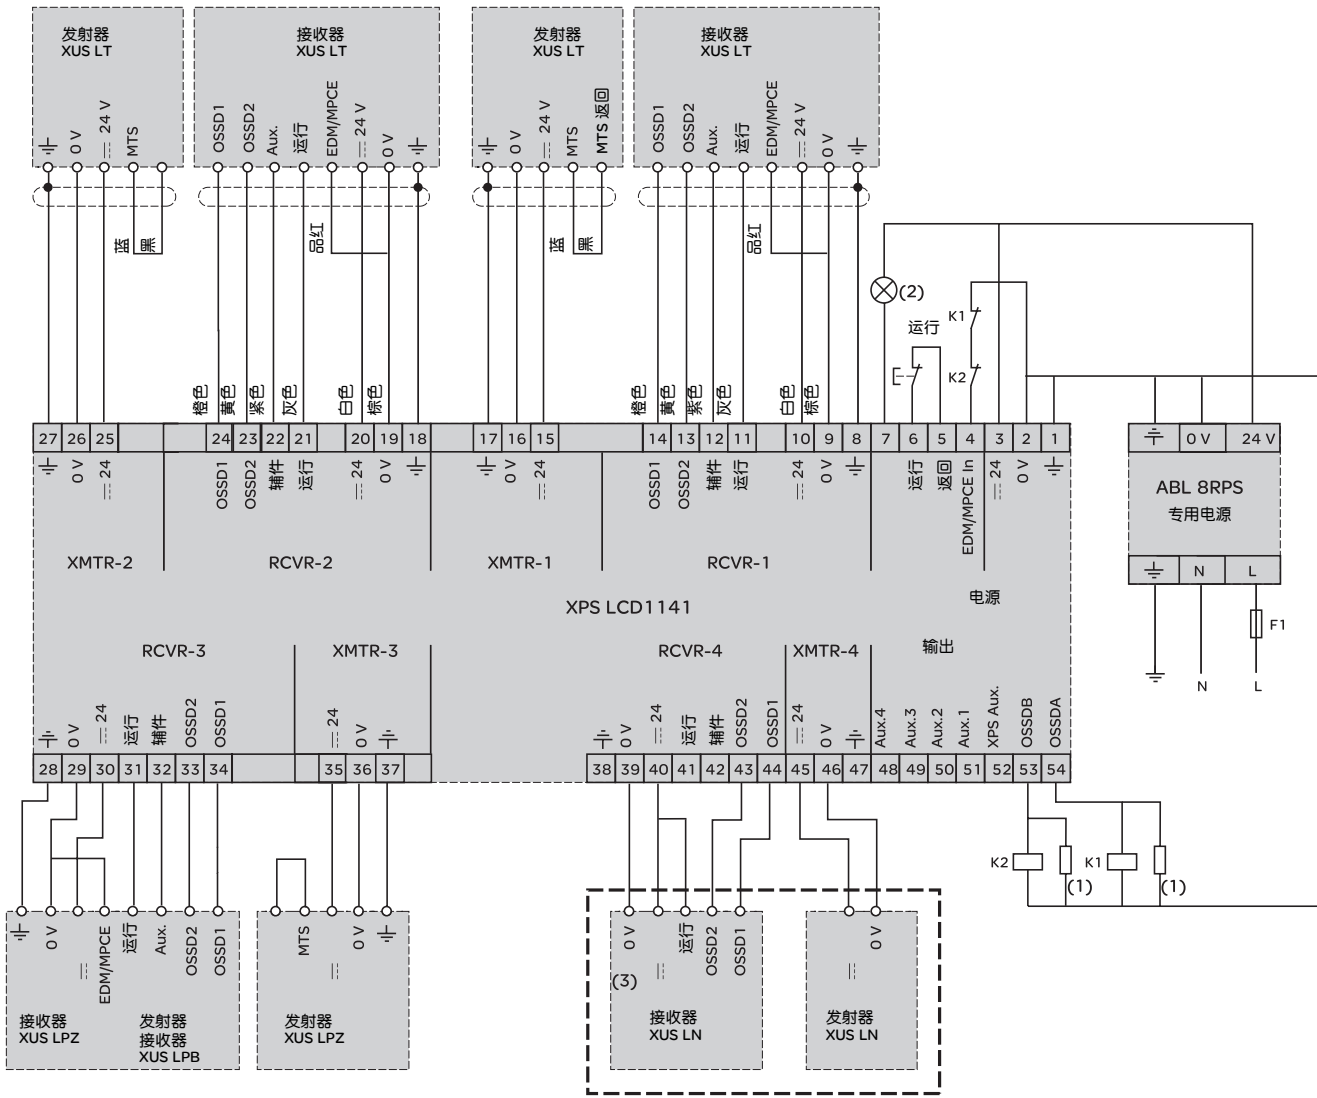 发射器
XUS LT
接收器
XUS LT
发射器
XUS LT
接收器
XUS LT
0 V
24 V
MTS
OSSD1
OSSD2
Aux.
运行
EDM/MPCE
24 V
0 V
0 V
24 V
MTS
MTS 返回
OSSD1
OSSD2
Aux.
运行
EDM/MPCE
24 V
0 V
蓝
黑
品红
蓝
黑
品红
(2)
K1
运行
K2
橙色
黄色
紧色
灰色
白色
棕色
橙色
黄色
紫色
灰色
白色
棕色
27
26
25
24
23
22
21
20
19
18
17
16
15
14
13
12
11
10
9
8
7
6
5
4
3
2
1
0 V
24 V
0 V
24
OSSD1
OSSD2
辅件
运行
24
0 V
0 V
24
OSSD1
OSSD2
辅件
运行
24
0 V
运行
返回
EDM/MPCE In
24
0 V
ABL 8RPS
专用电源
XMTR-2
RCVR-2
XMTR-1
RCVR-1
N
L
电源
XPS LCD1141
F1
输出
RCVR-3
XMTR-3
RCVR-4
XMTR-4
N
L
0 V
24
运行
辅件
OSSD2
OSSD1
24
0 V
0 V
24
运行
辅件
OSSD2
OSSD1
24
0 V
Aux.4
Aux.3
Aux.2
Aux.1
XPS Aux.
OSSDB
OSSDA
28
29
30
31
32
33
34
35
36
37
38
39
40
41
42
43
44
45
46
47
48
49
50
51
52
53
54
K2
(1)
K1
(1)
0 V
EDM/MPCE
运行
Aux.
OSSD2
OSSD1
MTS
0 V
0 V
运行
OSSD2
OSSD1
0 V
(3)
接收器
XUS LPZ
发射器
接收器
XUS LPB
发射器
XUS LPZ
接收器
XUS LN
发射器
XUS LN